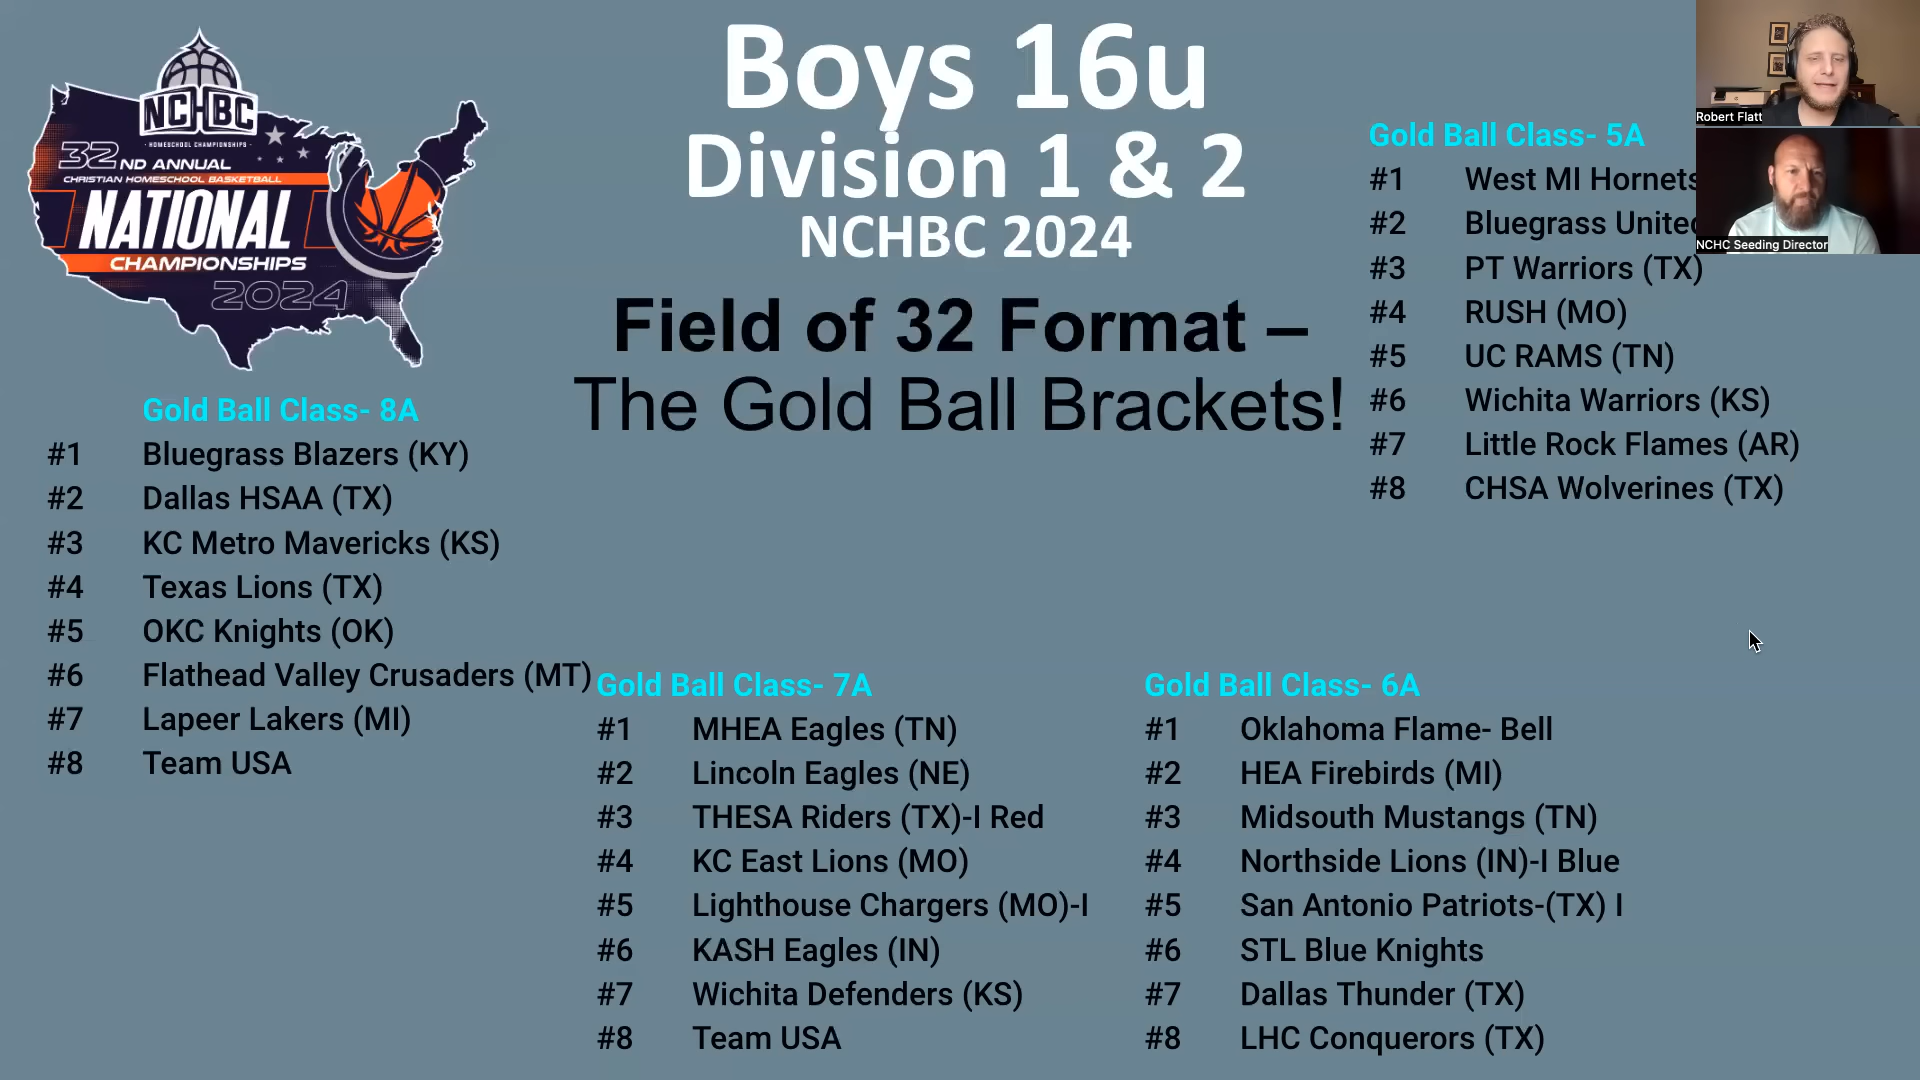 NCHBC
- HOMESCHOOL CHAMPIONSHIPS -
32ND ANNUAL
CHRISTIAN HOMESCHOOL BASKETBALL
NATIONAL
CHAMPIONSHIPS
2024
Boys 16u
Division 1 & 2
NCHBC 2024
Field of 32 Format –
The Gold Ball Brackets!
Robert Flatt
NCHC Seeding Director
Gold Ball Class- 8A
#1 Bluegrass Blazers (KY)
#2 Dallas HSAA (TX)
#3 KC Metro Mavericks (KS)
#4 Texas Lions (TX)
#5 OKC Knights (OK)
#6 Flathead Valley Crusaders (MT)
#7 Lapeer Lakers (MI)
#8 Team USA
Gold Ball Class- 7A
#1 MHEA Eagles (TN)
#2 Lincoln Eagles (NE)
#3 THESA Riders (TX)-I Red
#4 KC East Lions (MO)
#5 Lighthouse Chargers (MO)-I
#6 KASH Eagles (IN)
#7 Wichita Defenders (KS)
#8 Team USA
Gold Ball Class- 6A
#1 Oklahoma Flame- Bell
#2 HEA Firebirds (MI)
#3 Midsouth Mustangs (TN)
#4 Northside Lions (IN)-I Blue
#5 San Antonio Patriots-(TX) I
#6 STL Blue Knights
#7 Dallas Thunder (TX)
#8 LHC Conquerors (TX)
Gold Ball Class- 5A
#1 West MI Hornets
#2 Bluegrass United
#3 PT Warriors (TX)
#4 RUSH (MO)
#5 UC RAMS (TN)
#6 Wichita Warriors (KS)
#7 Little Rock Flames (AR)
#8 CHSA Wolverines (TX)